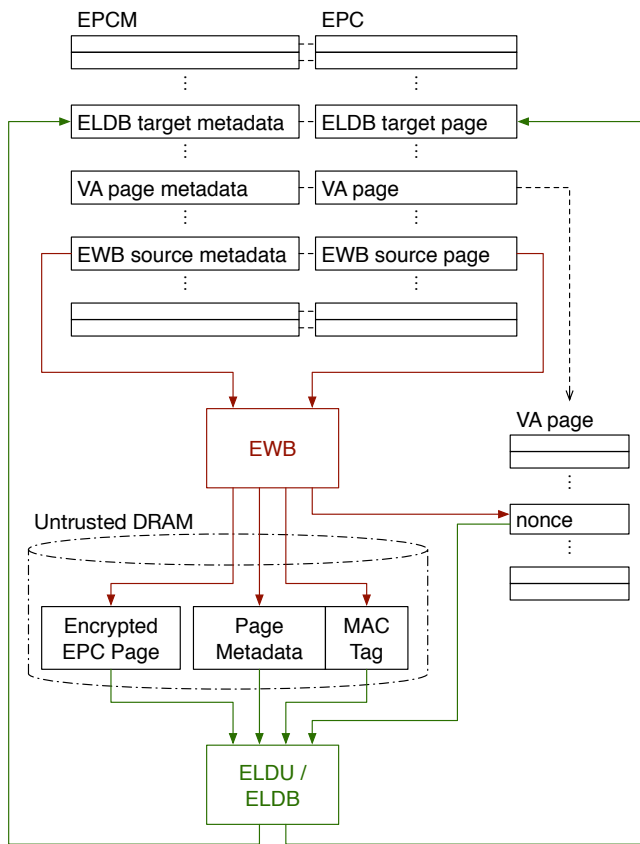 EPCM
EPC
⋮
⋮
ELDB target metadata
ELDB target page
⋮
⋮
VA page metadata
VA page
⋮
⋮
EWB source metadata
EWB source page
⋮
⋮
EWB
VA page
⋮
nonce
⋮
Untrusted DRAM
Encrypted
EPC Page
Page
Metadata
MAC
Tag
ELDU /
ELDB